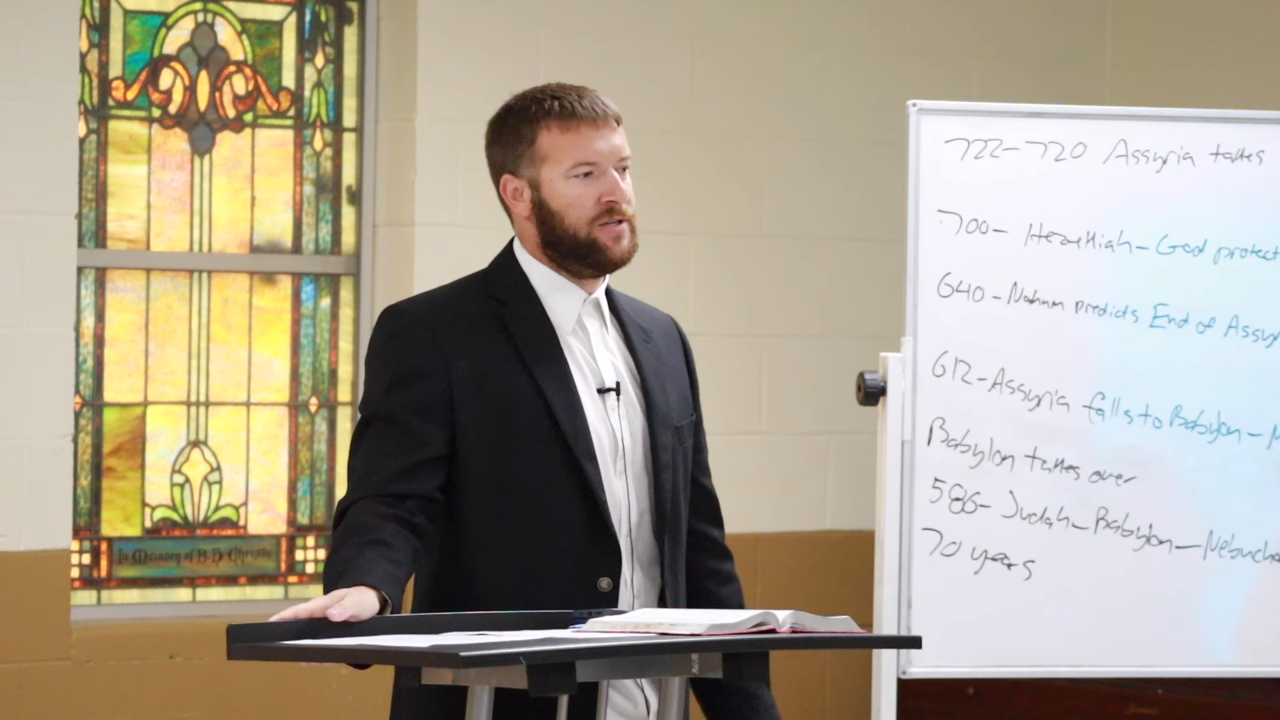 In Memory of
722-720 Assyria takes
700- Hezekiah- God protect
640 - Nahum predicts End of Assy
612-Assyria falls to Babylon-
Babylon takes over
586- Judah- Babylon- Nebucha
70 years